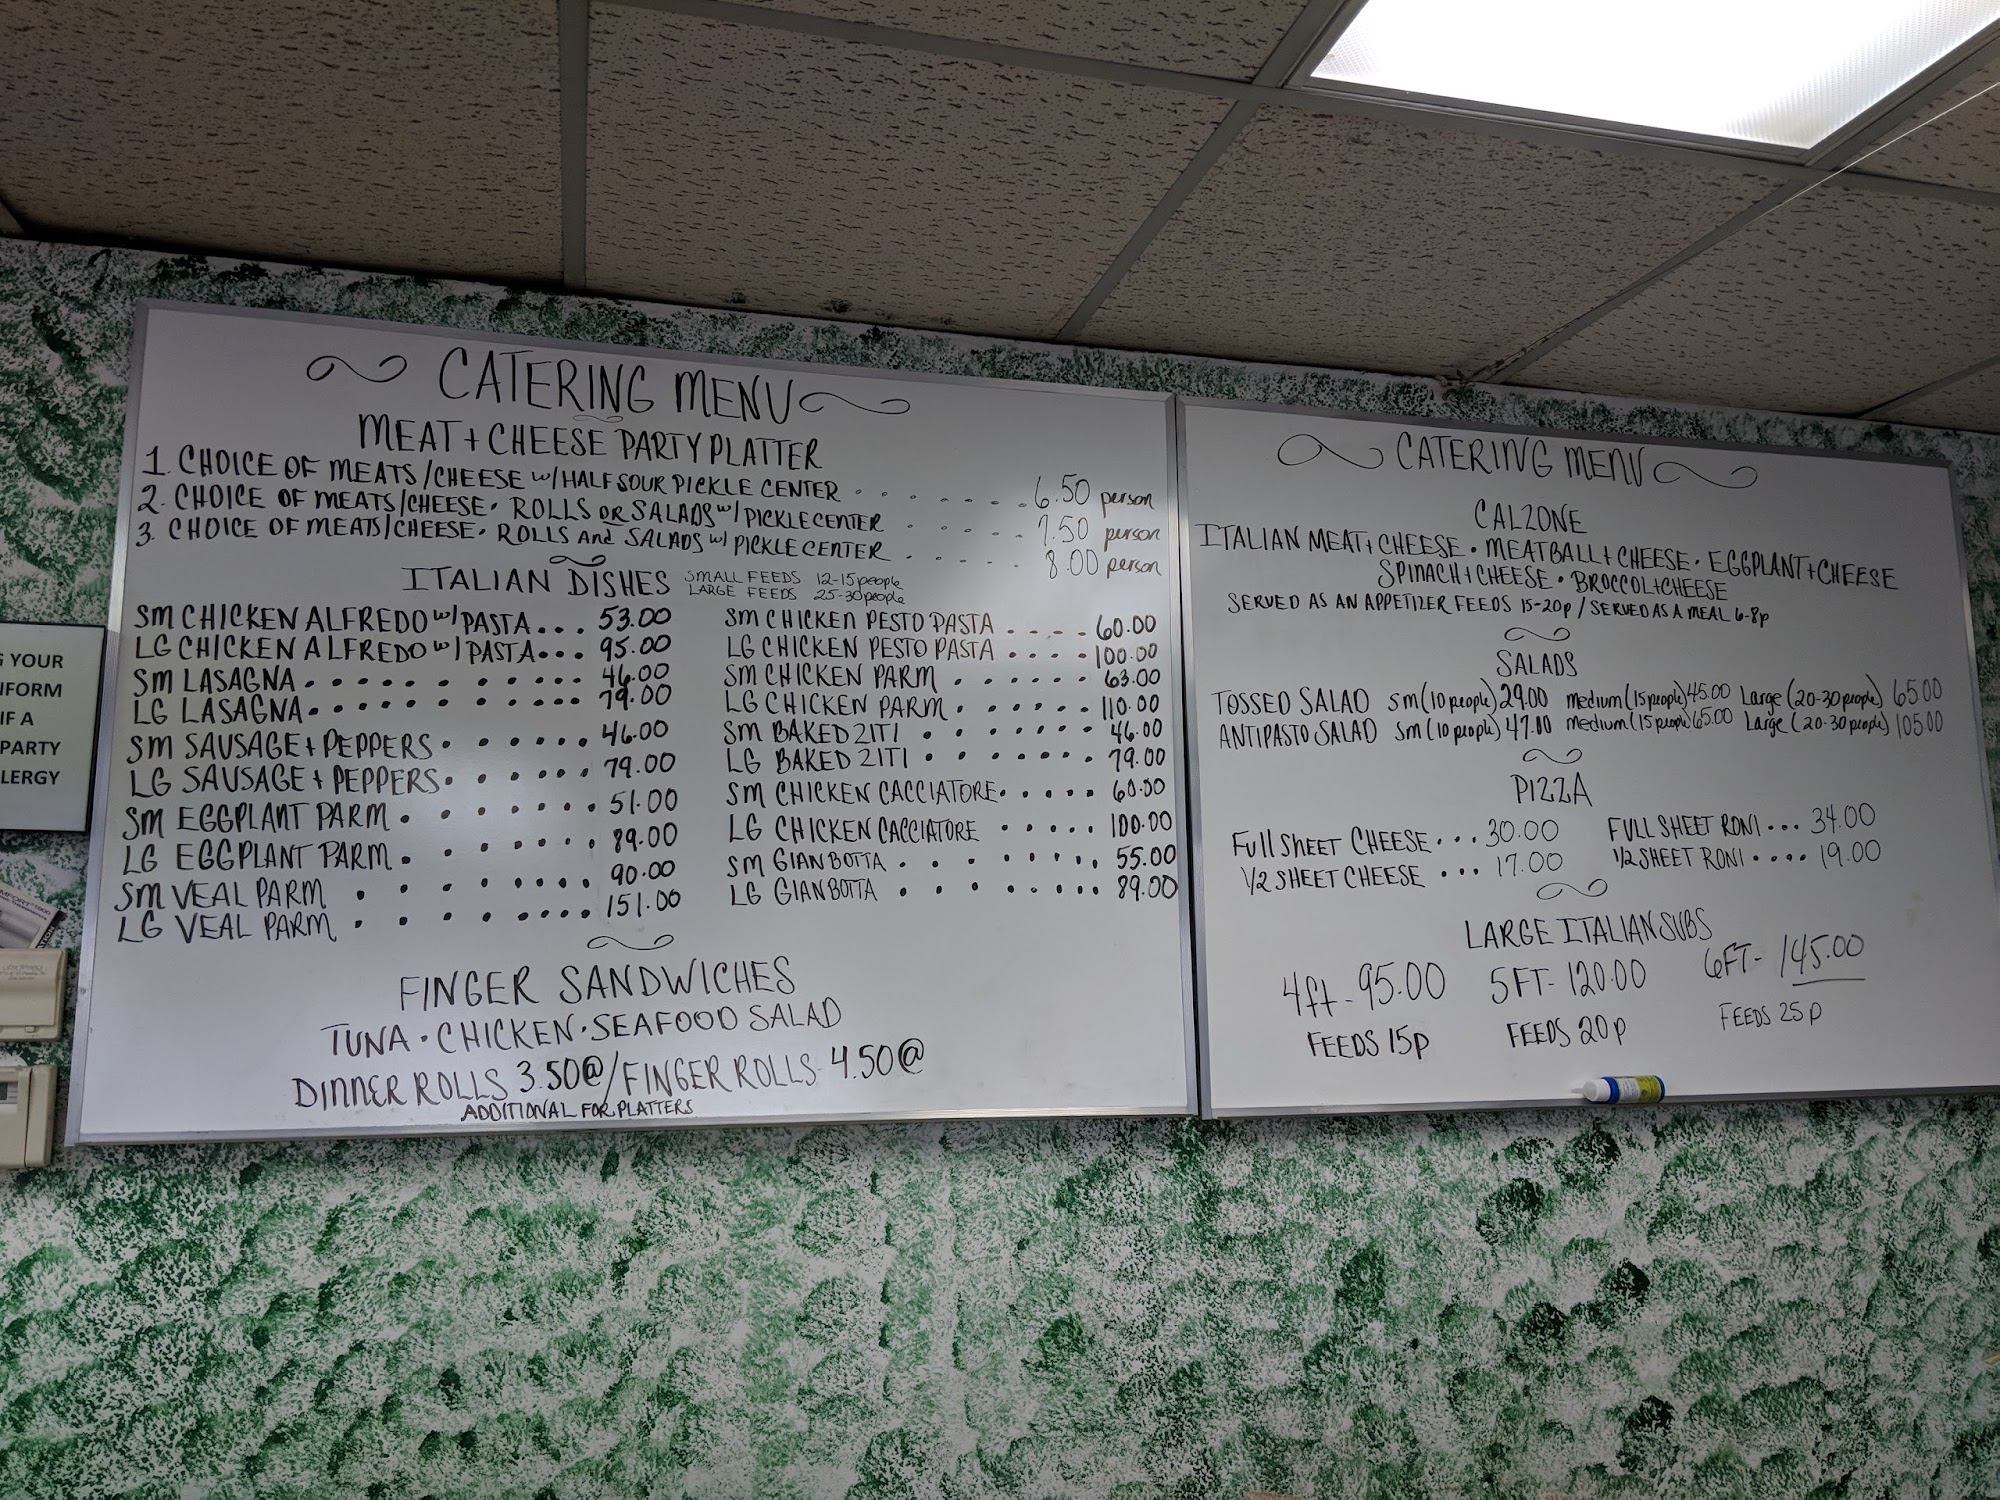 CATERING MENU
MEAT + CHEESE PARTY PLATTER
1. CHOICE OF MEATS/CHEESE w/ HALF SOUR PICKLE CENTER . . . . . . 6.50 person
2. CHOICE OF MEATS/CHEESE • ROLLS OR SALADS w/ PICKLE CENTER . . . . . 7.50 person
3. CHOICE OF MEATS/CHEESE • ROLLS and SALADS w/ PICKLE CENTER . . . . . 8.00 person
ITALIAN DISHES SMALL FEEDS 12-15 people
LARGE FEEDS 25-30 people
SM CHICKEN ALFREDO w/ PASTA... 53.00
LG CHICKEN ALFREDO w/ PASTA... 95.00
SM LASAGNA . . . . . . . . . . 46.00
LG LASAGNA . . . . . . . . . . 79.00
SM SAUSAGE + PEPPERS . . . . . . 46.00
LG SAUSAGE + PEPPERS . . . . . . 79.00
SM EGGPLANT PARM . . . . . . . 51.00
LG EGGPLANT PARM . . . . . . . 89.00
SM VEAL PARM . . . . . . . . 90.00
LG VEAL PARM . . . . . . . . 151.00
SM CHICKEN PESTO PASTA . . . . 60.00
LG CHICKEN PESTO PASTA . . . . 100.00
SM CHICKEN PARM . . . . . . 63.00
LG CHICKEN PARM . . . . . . 110.00
SM BAKED ZITI . . . . . . . 46.00
LG BAKED ZITI . . . . . . . 79.00
SM CHICKEN CACCIATORE . . . . . 60.00
LG CHICKEN CACCIATORE . . . . . 100.00
SM GIANBOTTA . . . . . . . 55.00
LG GIANBOTTA . . . . . . . 89.00
FINGER SANDWICHES
TUNA • CHICKEN • SEAFOOD SALAD
DINNER ROLLS 3.50@/FINGER ROLLS 4.50@
ADDITIONAL FOR PLATTERS
CATERING MENU
CALZONE
ITALIAN MEAT + CHEESE • MEATBALL + CHEESE • EGGPLANT + CHEESE
SPINACH + CHEESE • BROCCOLI + CHEESE
SERVED AS AN APPETIZER FEEDS 15-20p / SERVED AS A MEAL 6-8p
SALADS
TOSSED SALAD Sm (10 people) 29.00 medium (15 people) 45.00 Large (20-30 people) 65.00
ANTIPASTO SALAD Sm (10 people) 47.00 medium (15 people) 65.00 Large (20-30 people) 105.00
PIZZA
Full SHEET CHEESE ... 30.00 FULL SHEET RONI ... 34.00
1/2 SHEET CHEESE ... 17.00 1/2 SHEET RONI .... 19.00
LARGE ITALIAN SUBS
4ft - 95.00 5FT - 120.00 6FT - 145.00
FEEDS 15P FEEDS 20p FEEDS 25p
YOUR
IF A
PARTY